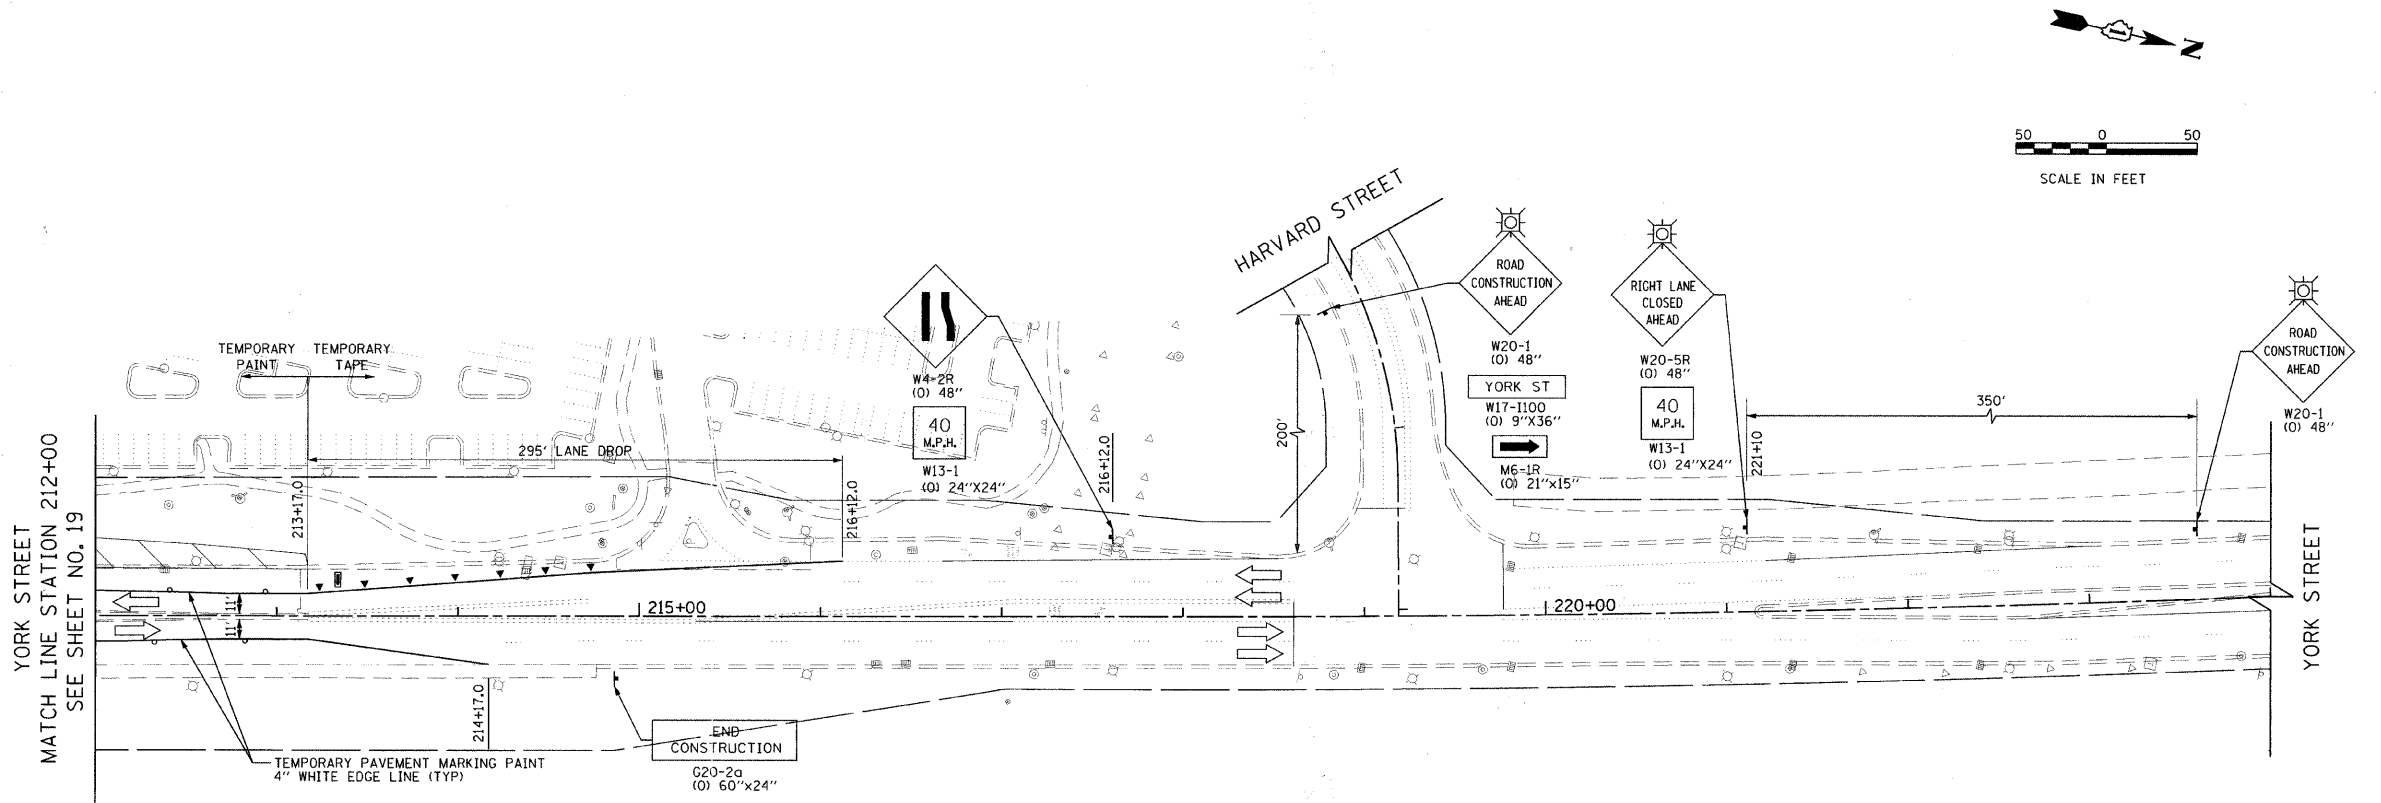 N
50 0 50
SCALE IN FEET
HARVARD STREET
ROAD
CONSTRUCTION
AHEAD
W20-1
(O) 48"
YORK ST
W17-I100
(O) 9"X36"
M6-1R
(O) 21"x15"
RIGHT LANE
CLOSED
AHEAD
W20-5R
(O) 48"
40
M.P.H.
W13-1
(O) 24"X24"
221+10
350'
ROAD
CONSTRUCTION
AHEAD
W20-1
(O) 48"
W4-2R
(O) 48"
40
M.P.H.
W13-1
(O) 24"X24"
216+12.0
200'
TEMPORARY
PAINT
TEMPORARY
TAPE
295' LANE DROP
213+17.0
216+12.0
YORK STREET
MATCH LINE STATION 212+00
SEE SHEET NO. 19
11'
11'
215+00
220+00
YORK STREET
214+17.0
END
CONSTRUCTION
G20-2a
(O) 60"x24"
TEMPORARY PAVEMENT MARKING PAINT
4" WHITE EDGE LINE (TYP)